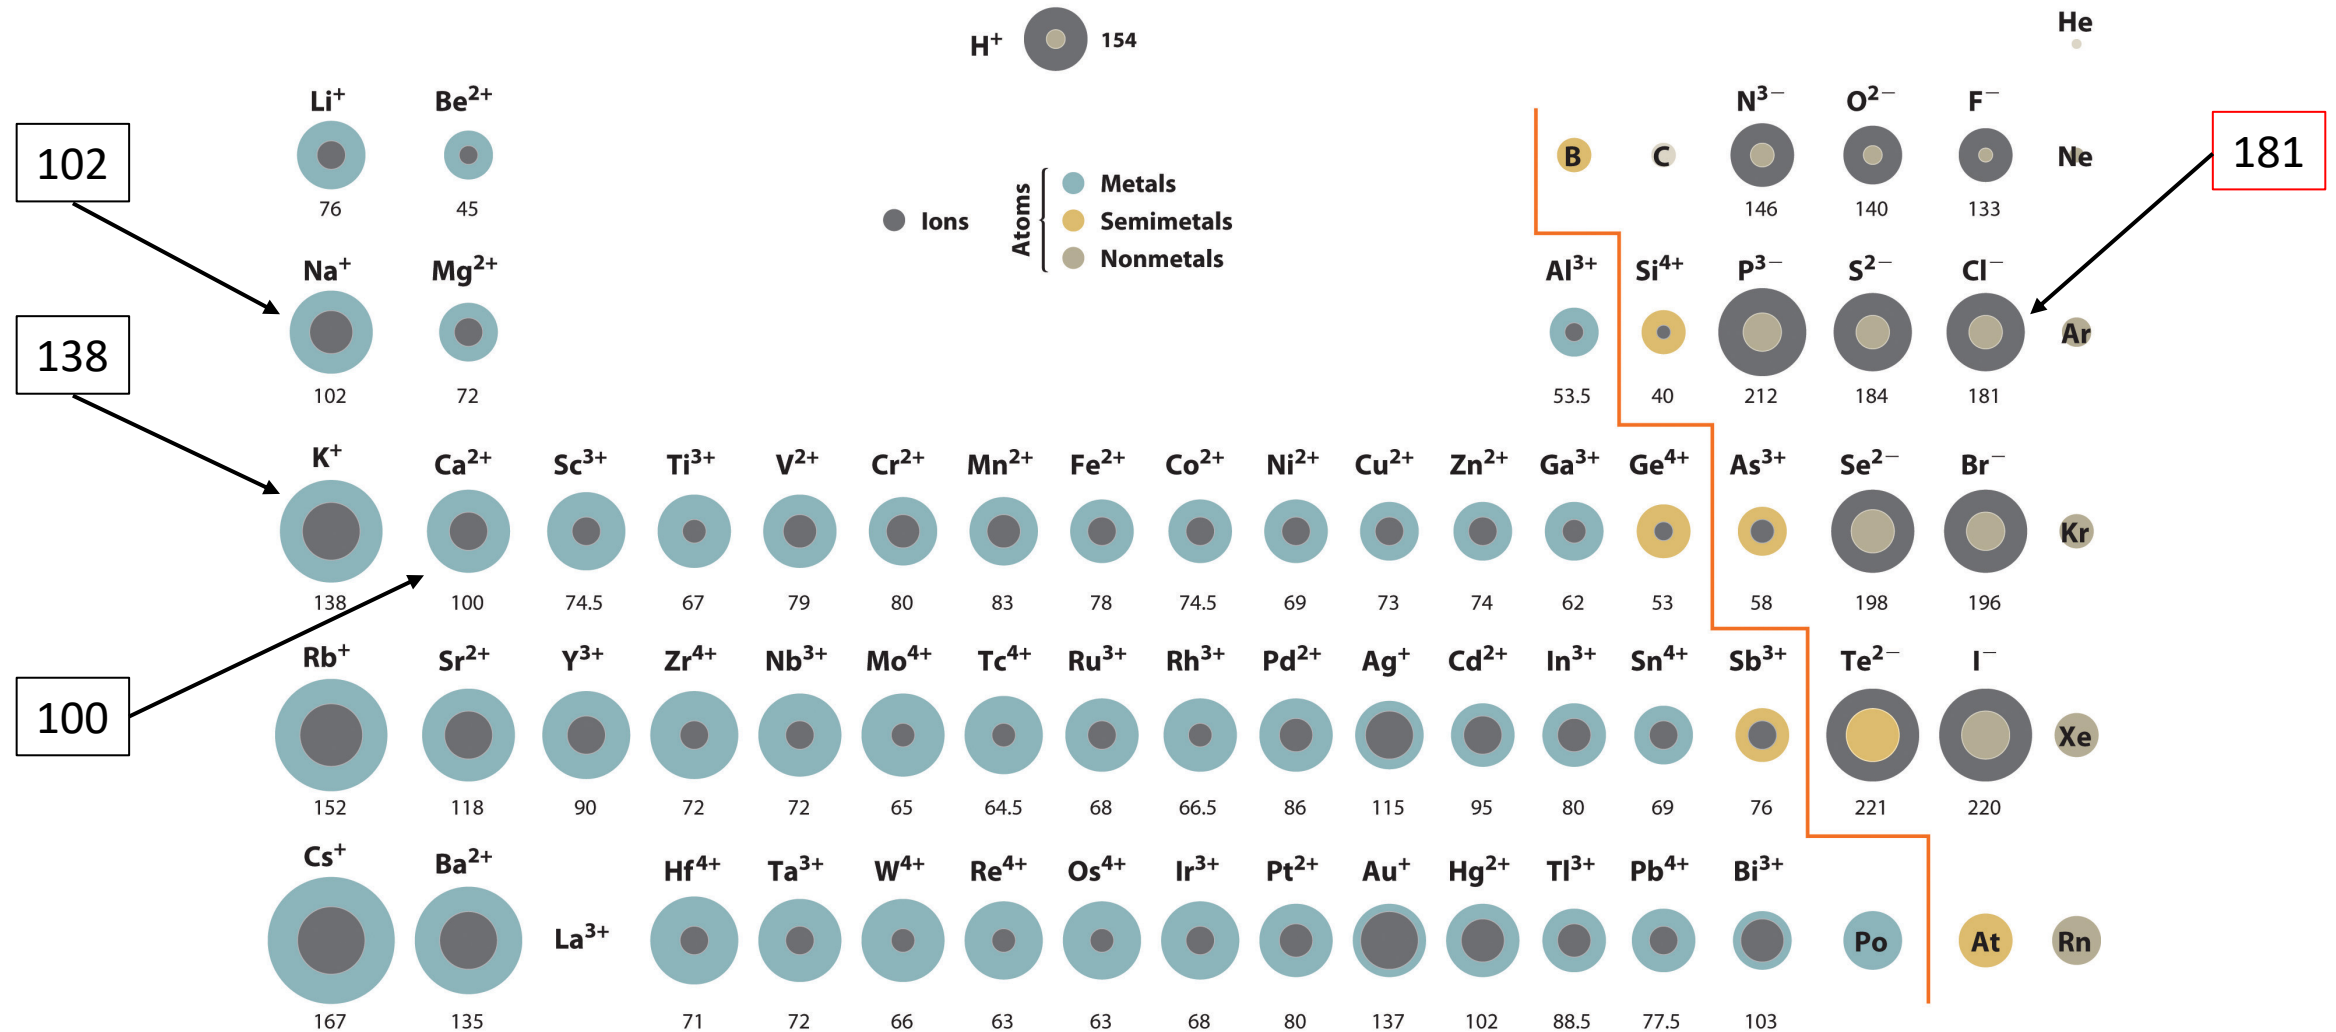 He
H⁺ 154
Li⁺ Be²⁺ N³⁻ O²⁻ F⁻
102 B C Ne 181
Ions Atoms Metals
Semimetals
Nonmetals
76 45 146 140 133
Na⁺ Mg²⁺ Al³⁺ Si⁴⁺ P³⁻ S²⁻ Cl⁻
Ar
138
102 72 53.5 40 212 184 181
K⁺ Ca²⁺ Sc³⁺ Ti³⁺ V²⁺ Cr²⁺ Mn²⁺ Fe²⁺ Co²⁺ Ni²⁺ Cu²⁺ Zn²⁺ Ga³⁺ Ge⁴⁺ As³⁺ Se²⁻ Br⁻
Kr
138 100 74.5 67 79 80 83 78 74.5 69 73 74 62 53 58 198 196
Rb⁺ Sr²⁺ Y³⁺ Zr⁴⁺ Nb³⁺ Mo⁴⁺ Tc⁴⁺ Ru³⁺ Rh³⁺ Pd²⁺ Ag⁺ Cd²⁺ In³⁺ Sn⁴⁺ Sb³⁺ Te²⁻ I⁻
100 Xe
152 118 90 72 72 65 64.5 68 66.5 86 115 95 80 69 76 221 220
Cs⁺ Ba²⁺ Hf⁴⁺ Ta³⁺ W⁴⁺ Re⁴⁺ Os⁴⁺ Ir³⁺ Pt²⁺ Au⁺ Hg²⁺ Tl³⁺ Pb⁴⁺ Bi³⁺
La³⁺ Po At Rn
167 135 71 72 66 63 63 68 80 137 102 88.5 77.5 103